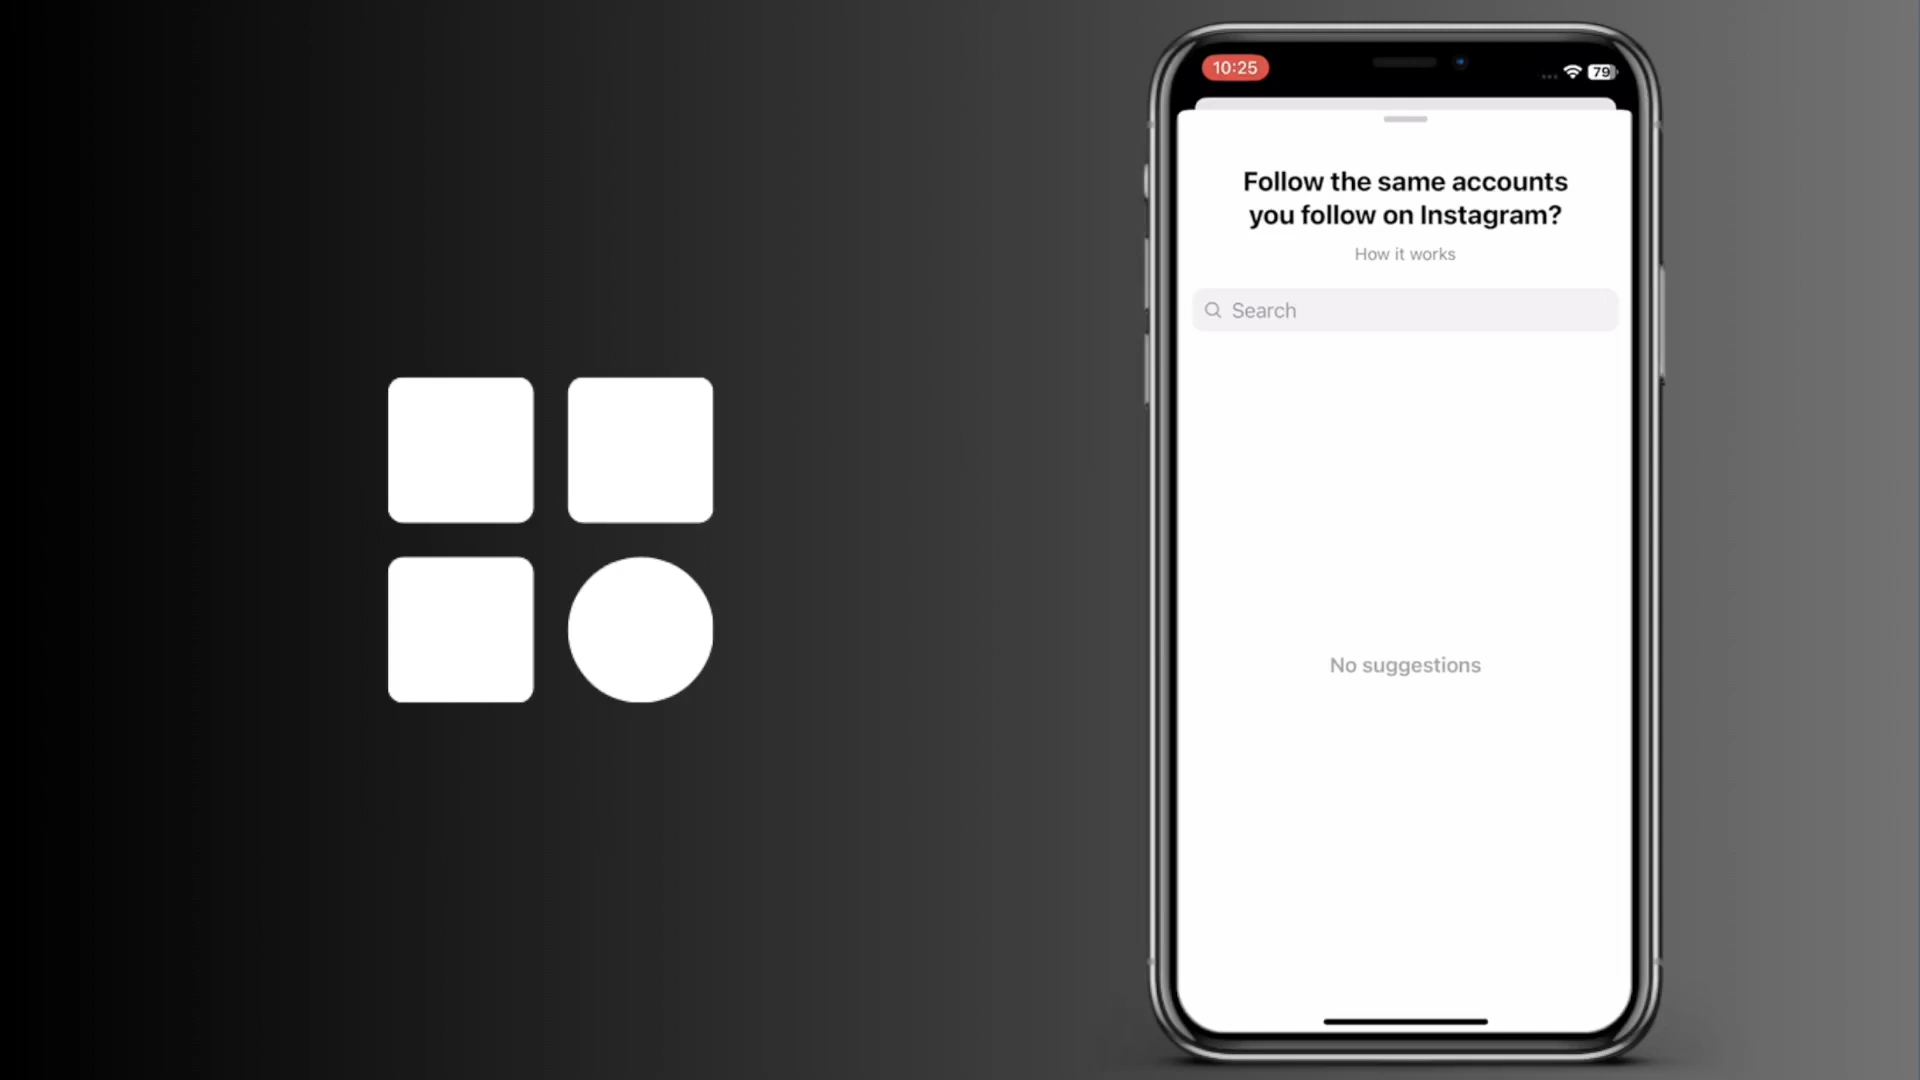 10:25
79
Follow the same accounts
you follow on Instagram?
How it works
Search
No suggestions